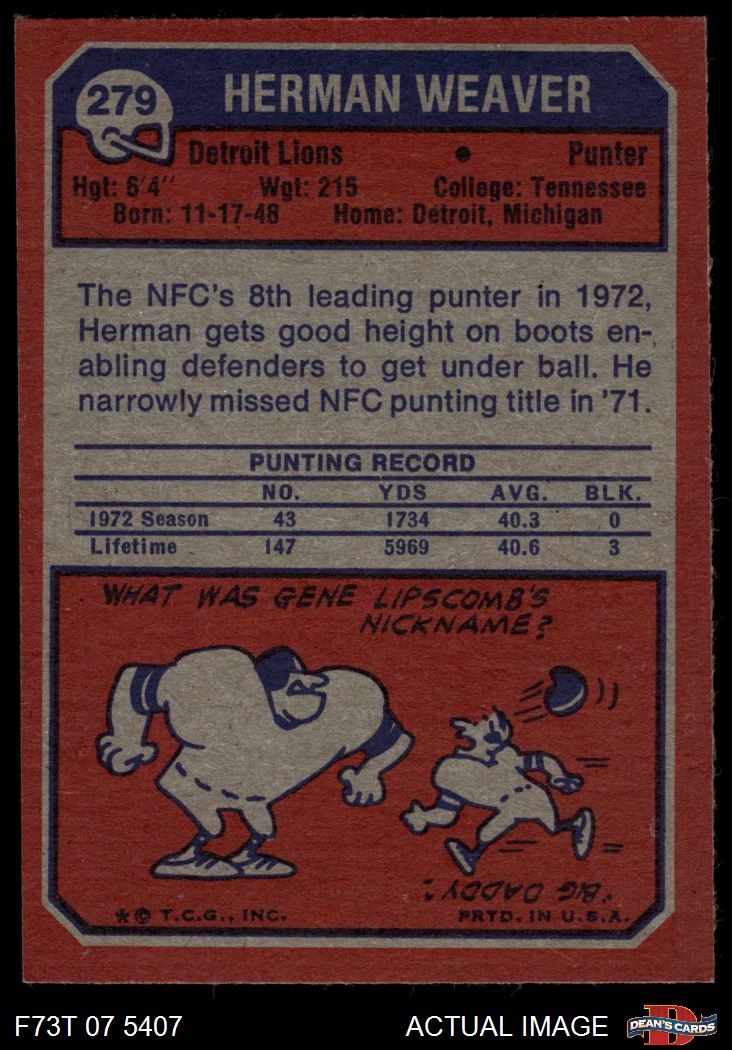 279
HERMAN WEAVER
Detroit Lions • Punter
Hgt: 6'4" Wgt: 215 College: Tennessee
Born: 11-17-48 Home: Detroit, Michigan
The NFC's 8th leading punter in 1972,
Herman gets good height on boots en-
abling defenders to get under ball. He
narrowly missed NFC punting title in '71.
PUNTING RECORD
NO. YDS AVG. BLK.
1972 Season 43 1734 40.3 0
Lifetime 147 5969 40.6 3
WHAT WAS GENE LIPSCOMB'S
NICKNAME?
"BIG DADDY".
* © T.C.G., INC. PRTD. IN U.S.A.
F73T 07 5407 ACTUAL IMAGE
D
DEAN'S CARDS